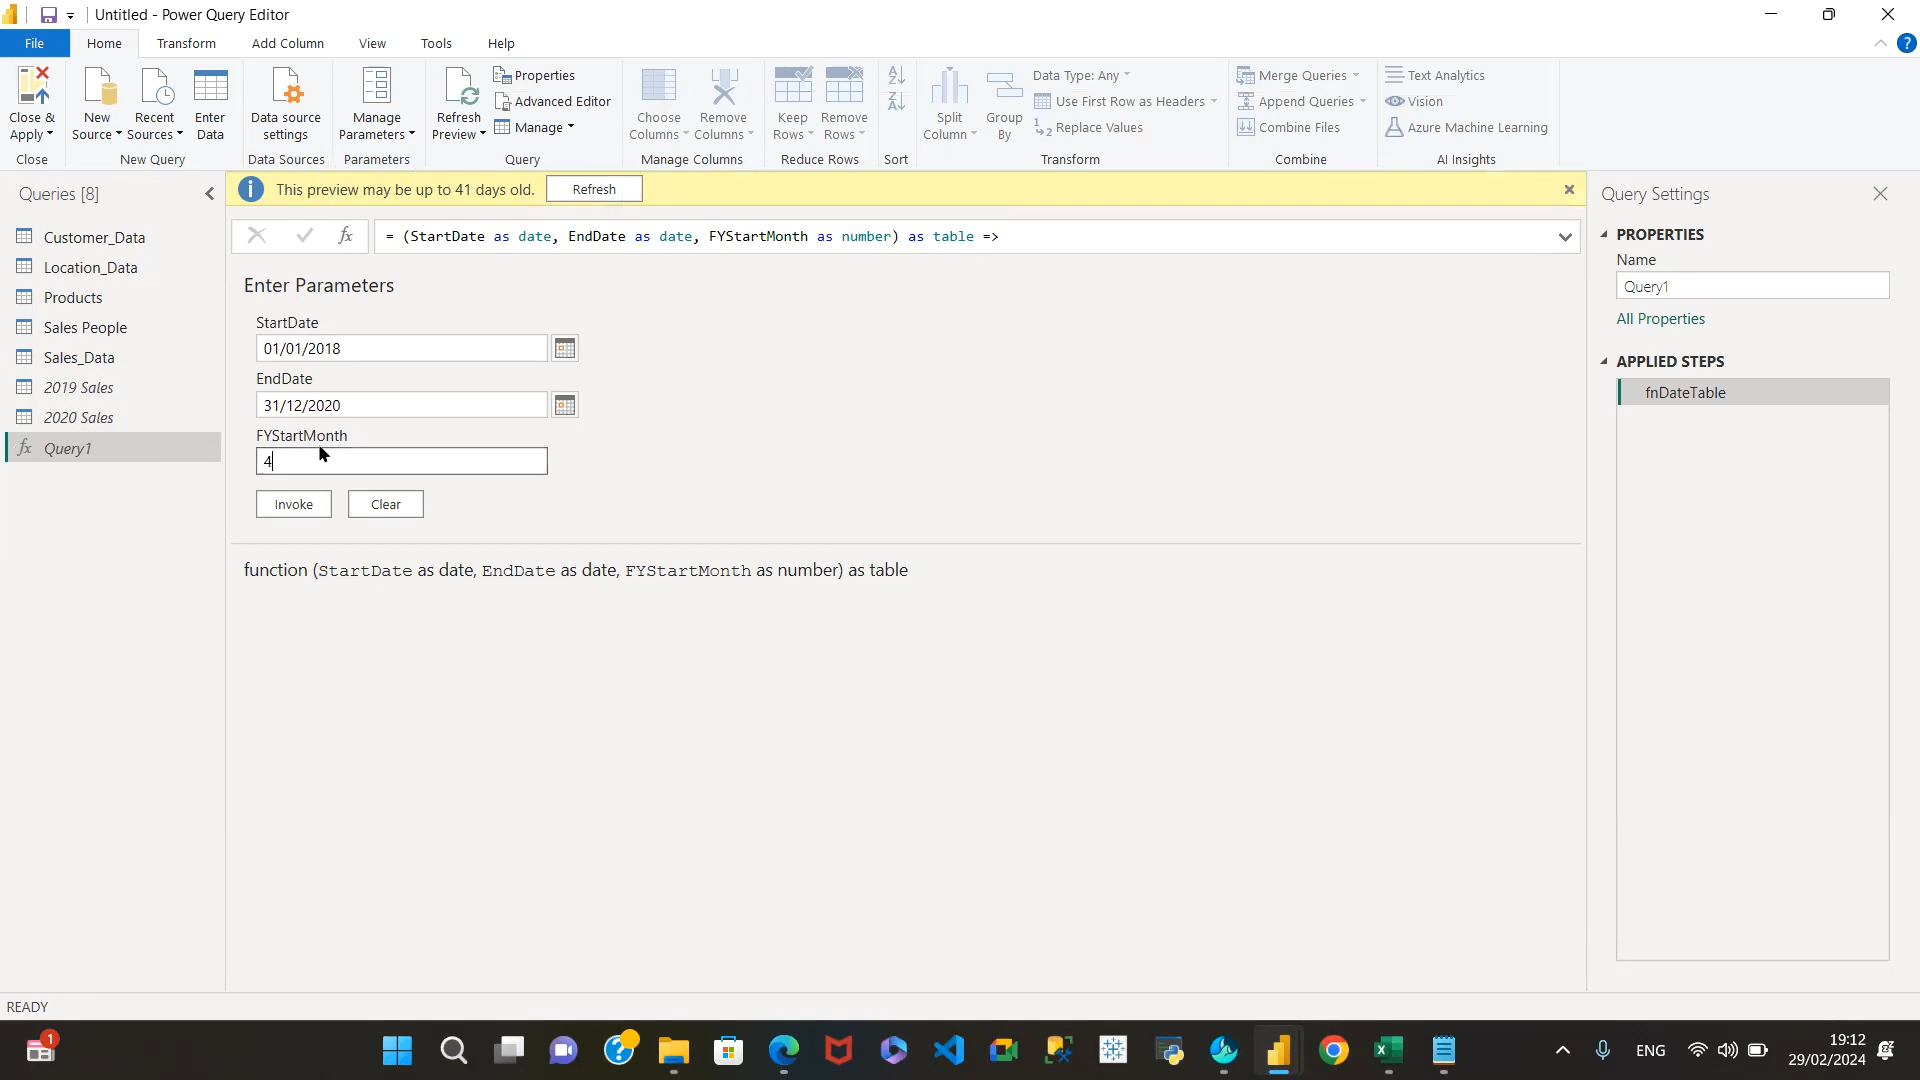 Untitled - Power Query Editor
File Home Transform Add Column View Tools Help
Close & Apply
New Source
Recent Sources
Enter Data
Data source settings
Manage Parameters
Refresh Preview
Properties
Advanced Editor
Manage
Choose Columns
Remove Columns
Keep Rows
Remove Rows
Split Column
Group By
Data Type: Any
Use First Row as Headers
Replace Values
Merge Queries
Append Queries
Combine Files
Text Analytics
Vision
Azure Machine Learning
Close New Query Data Sources Parameters Query Manage Columns Reduce Rows Sort Transform Combine AI Insights
Queries [8]
Customer_Data
Location_Data
Products
Sales People
Sales_Data
2019 Sales
2020 Sales
fx Query1
This preview may be up to 41 days old. Refresh
fx = (StartDate as date, EndDate as date, FYStartMonth as number) as table =>
Enter Parameters
StartDate
01/01/2018
EndDate
31/12/2020
FYStartMonth
4
Invoke Clear
function (StartDate as date, EndDate as date, FYStartMonth as number) as table
Query Settings
PROPERTIES
Name
Query1
All Properties
APPLIED STEPS
fnDateTable
READY
1
ENG
19:12
29/02/2024